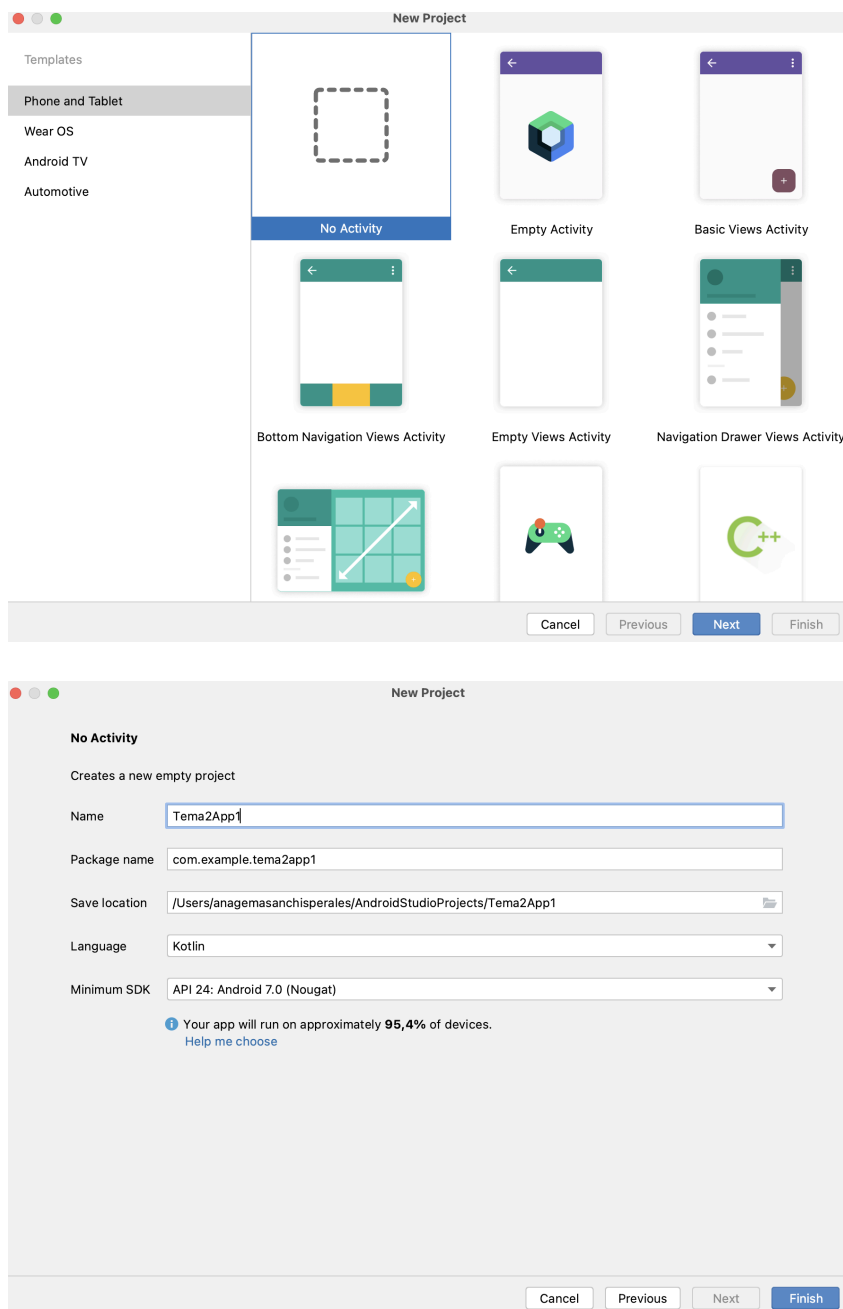 New Project
Templates
Phone and Tablet
Wear OS
Android TV
Automotive
No Activity
Empty Activity
Basic Views Activity
Bottom Navigation Views Activity
Empty Views Activity
Navigation Drawer Views Activity
C++
Cancel
Previous
Next
Finish
New Project
No Activity
Creates a new empty project
Name
Tema2App1
Package name
com.example.tema2app1
Save location
/Users/anagemasanchisperales/AndroidStudioProjects/Tema2App1
Language
Kotlin
Minimum SDK
API 24: Android 7.0 (Nougat)
Your app will run on approximately 95,4% of devices.
Help me choose
Cancel
Previous
Next
Finish